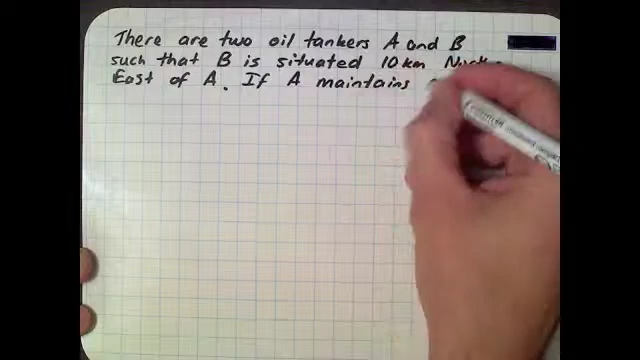 There are two oil tankers A and B
such that B is situated 10 km
East of A. If A maintains